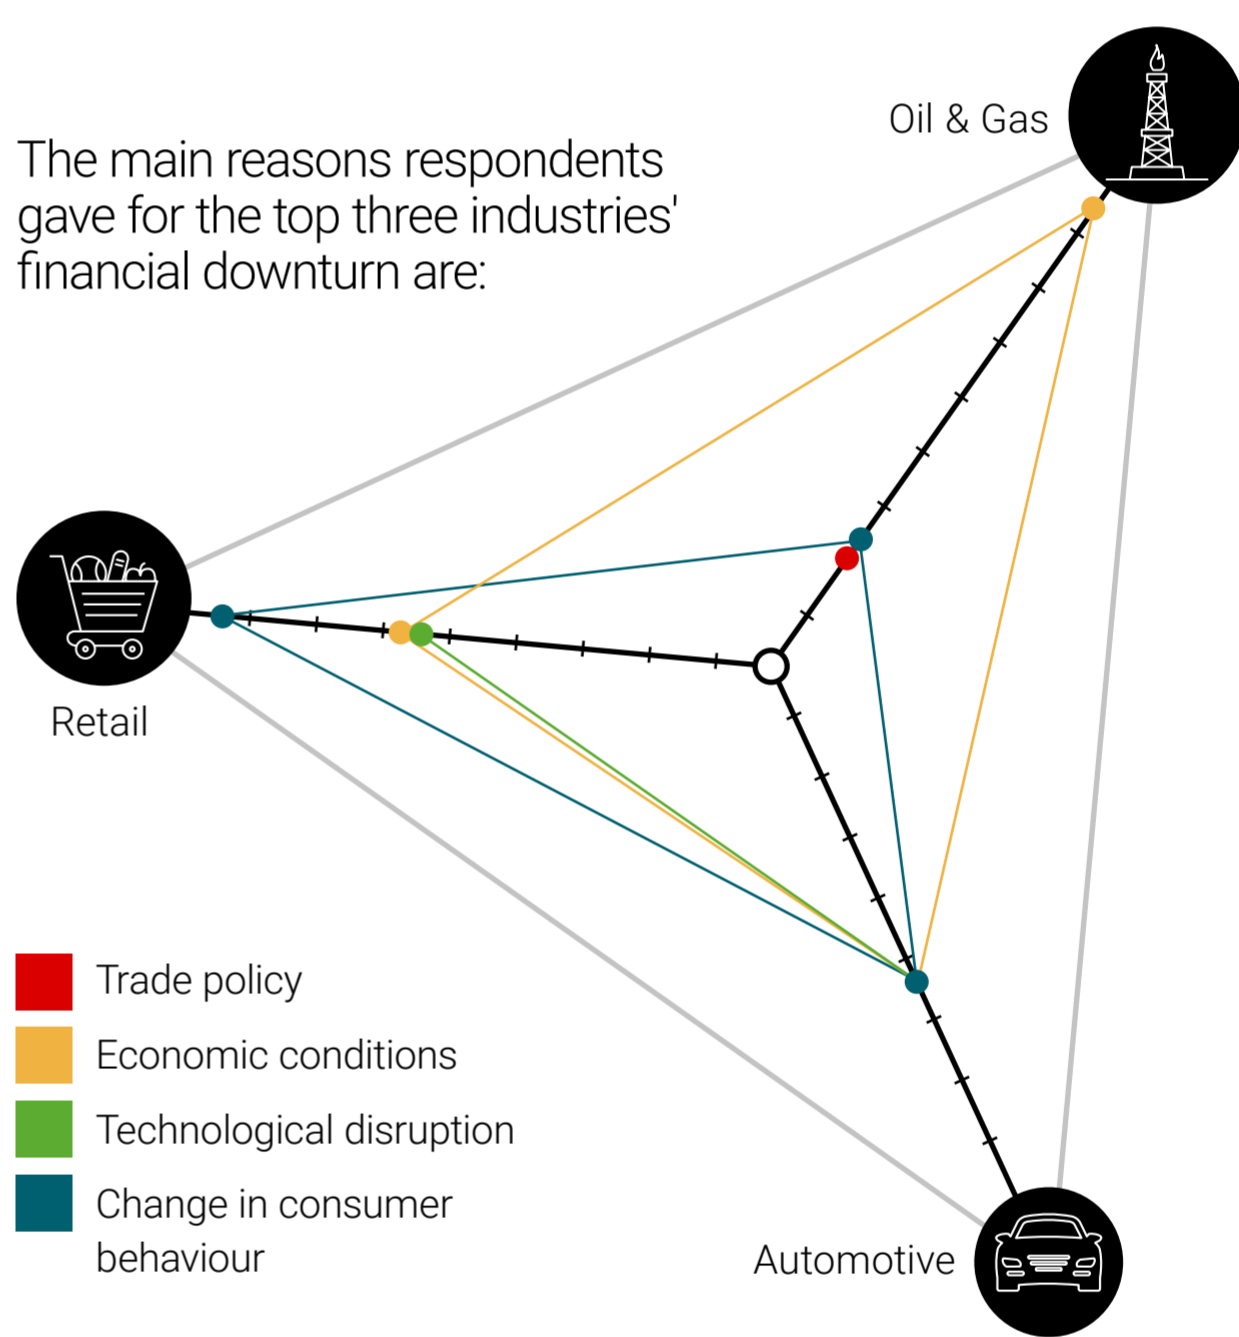 The main reasons respondents
gave for the top three industries'
financial downturn are:
Oil & Gas
Retail
Automotive
Trade policy
Economic conditions
Technological disruption
Change in consumer
behaviour